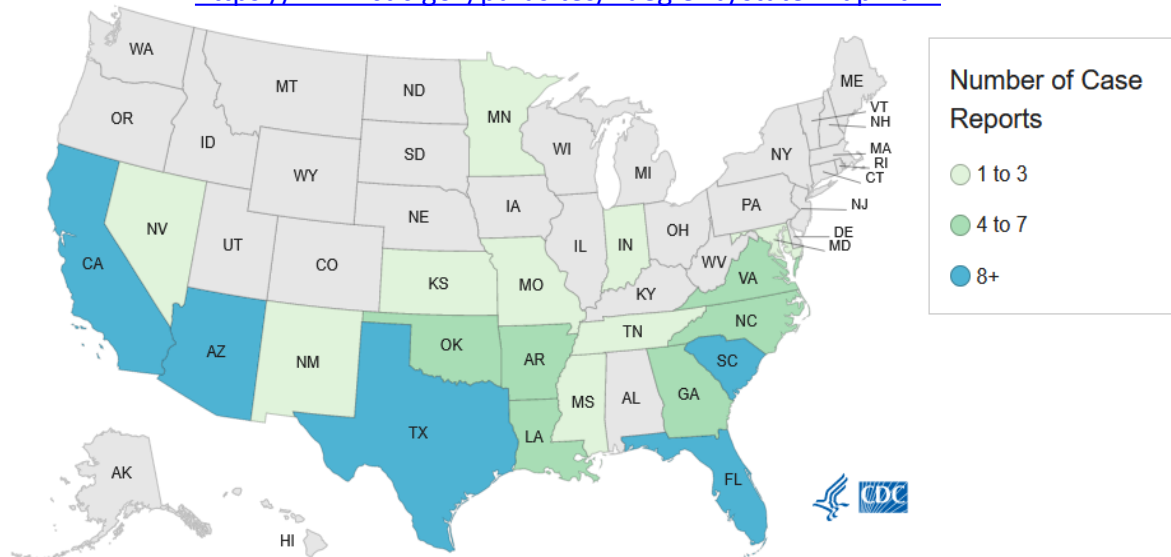 WA
MT
ND
MN
ME
VT
NH
OR
ID
SD
WI
NY
MA
RI
CT
WY
MI
IA
PA
NJ
NE
NV
UT
CO
IL
IN
OH
DE
MD
WV
VA
CA
KS
MO
KY
NC
TN
AZ
NM
OK
AR
SC
MS
AL
GA
TX
LA
FL
AK
HI
CDC
Number of Case
Reports
1 to 3
4 to 7
8+